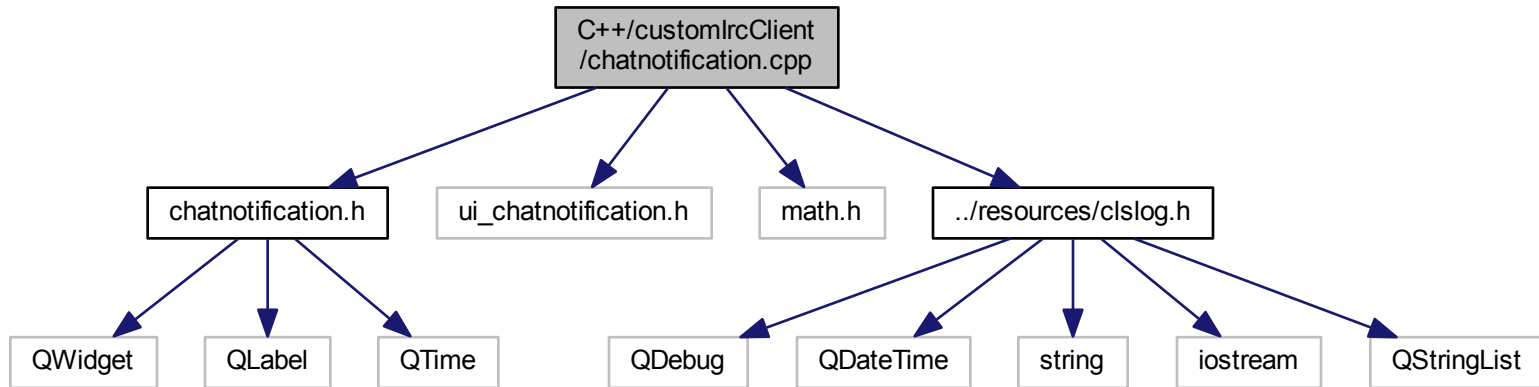 C++/customIrcClient
/chatnotification.cpp
chatnotification.h
ui_chatnotification.h
math.h
../resources/clslog.h
QWidget
QLabel
QTime
QDebug
QDateTime
string
iostream
QStringList